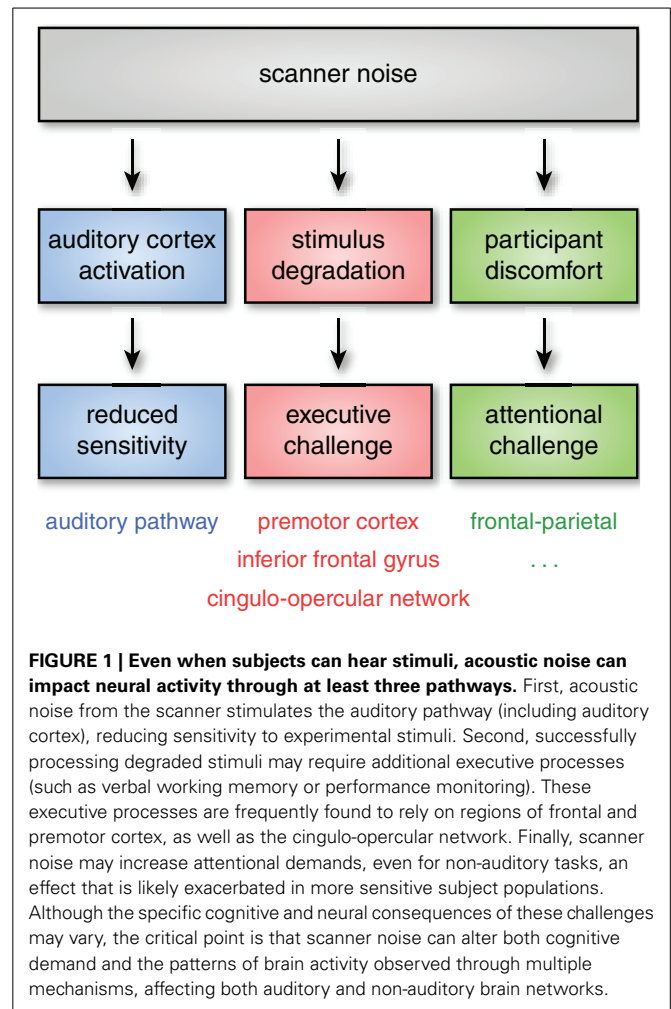 scanner noise
auditory cortex
activation
stimulus
degradation
participant
discomfort
reduced
sensitivity
executive
challenge
attentional
challenge
auditory pathway
premotor cortex
inferior frontal gyrus
cingulo-opercular network
frontal-parietal
. . .
FIGURE 1 | Even when subjects can hear stimuli, acoustic noise can
impact neural activity through at least three pathways. First, acoustic
noise from the scanner stimulates the auditory pathway (including auditory
cortex), reducing sensitivity to experimental stimuli. Second, successfully
processing degraded stimuli may require additional executive processes
(such as verbal working memory or performance monitoring). These
executive processes are frequently found to rely on regions of frontal and
premotor cortex, as well as the cingulo-opercular network. Finally, scanner
noise may increase attentional demands, even for non-auditory tasks, an
effect that is likely exacerbated in more sensitive subject populations.
Although the specific cognitive and neural consequences of these challenges
may vary, the critical point is that scanner noise can alter both cognitive
demand and the patterns of brain activity observed through multiple
mechanisms, affecting both auditory and non-auditory brain networks.